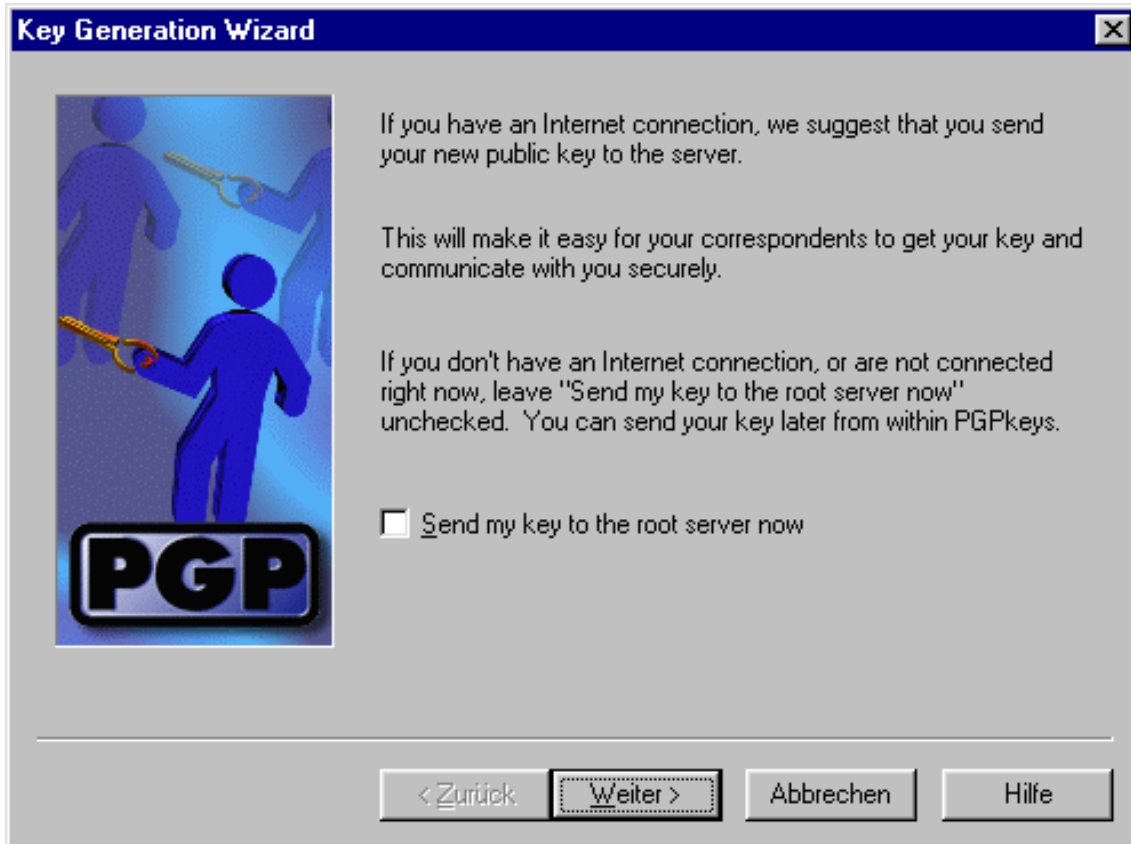 Key Generation Wizard
If you have an Internet connection, we suggest that you send
your new public key to the server.
This will make it easy for your correspondents to get your key and
communicate with you securely.
If you don't have an Internet connection, or are not connected
right now, leave "Send my key to the root server now"
unchecked.  You can send your key later from within PGPkeys.
Send my key to the root server now
PGP
< Zurück
Weiter >
Abbrechen
Hilfe